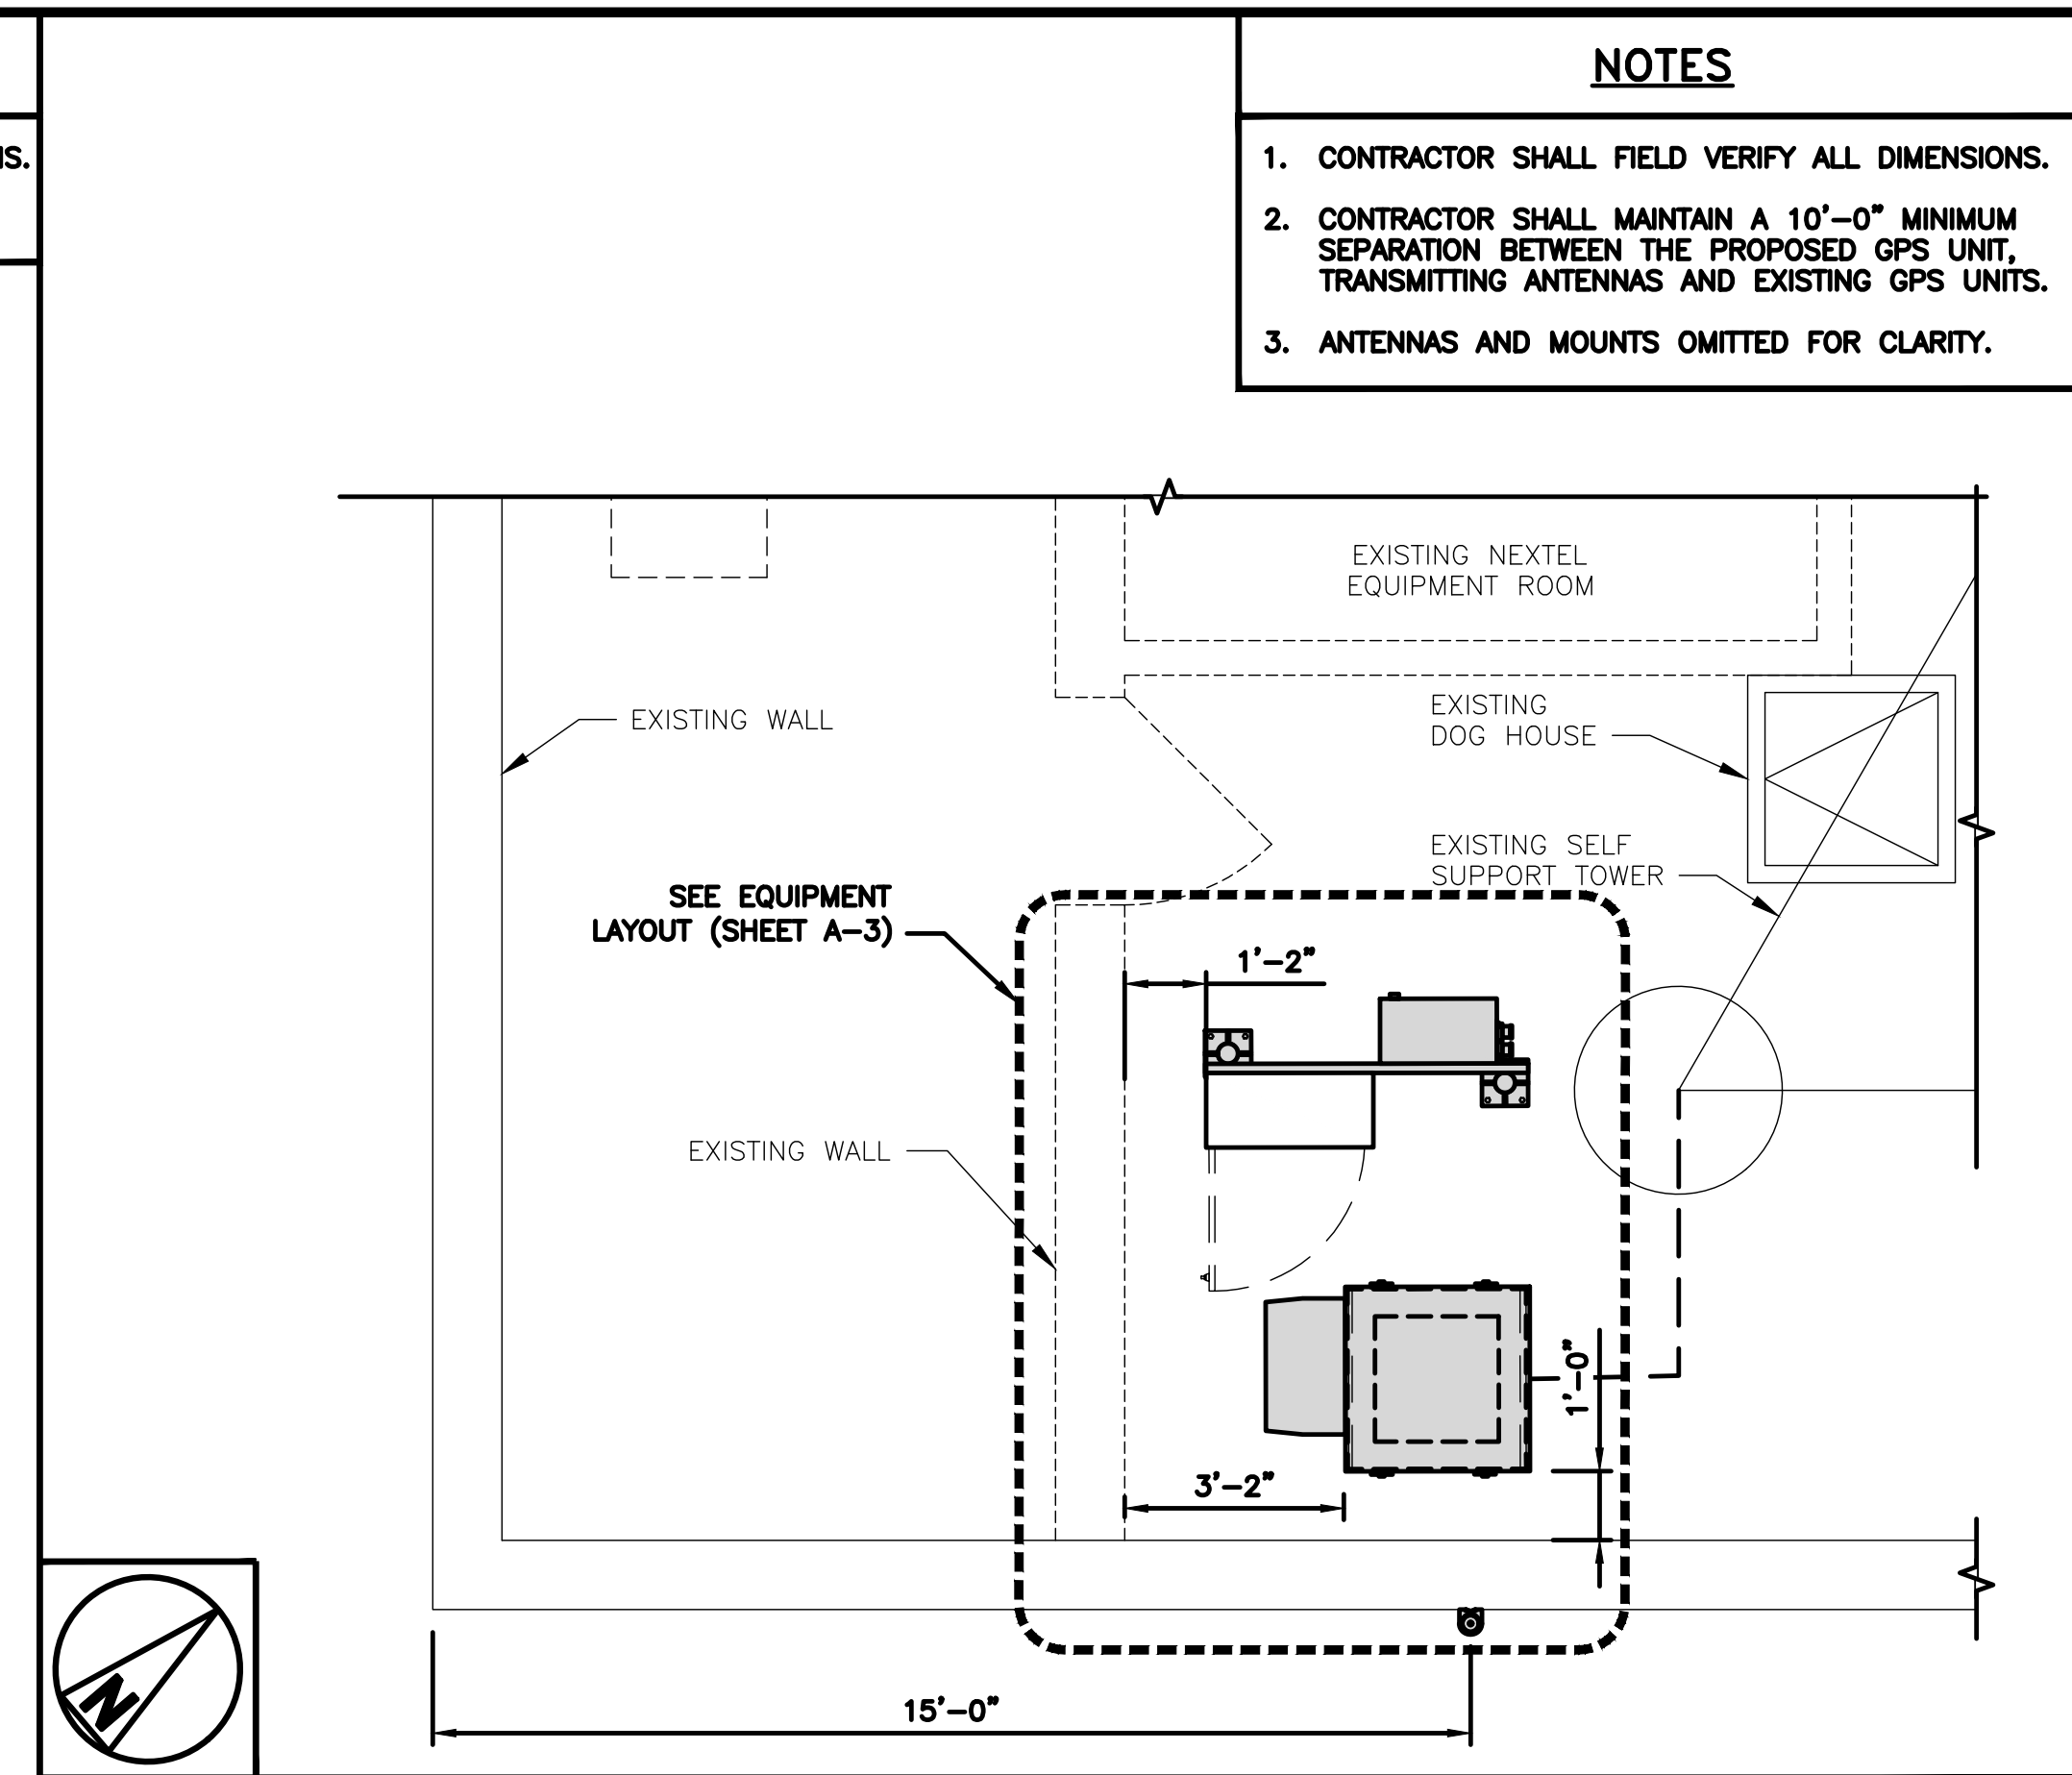 NOTES
IS.
1. CONTRACTOR SHALL FIELD VERIFY ALL DIMENSIONS.
2. CONTRACTOR SHALL MAINTAIN A 10'-0" MINIMUM
SEPARATION BETWEEN THE PROPOSED GPS UNIT,
TRANSMITTING ANTENNAS AND EXISTING GPS UNITS.
3. ANTENNAS AND MOUNTS OMITTED FOR CLARITY.
EXISTING NEXTEL
EQUIPMENT ROOM
EXISTING WALL
EXISTING
DOG HOUSE
EXISTING SELF
SUPPORT TOWER
SEE EQUIPMENT
LAYOUT (SHEET A-3)
1'-2"
EXISTING WALL
1'-0"
3'-2"
N
15'-0"